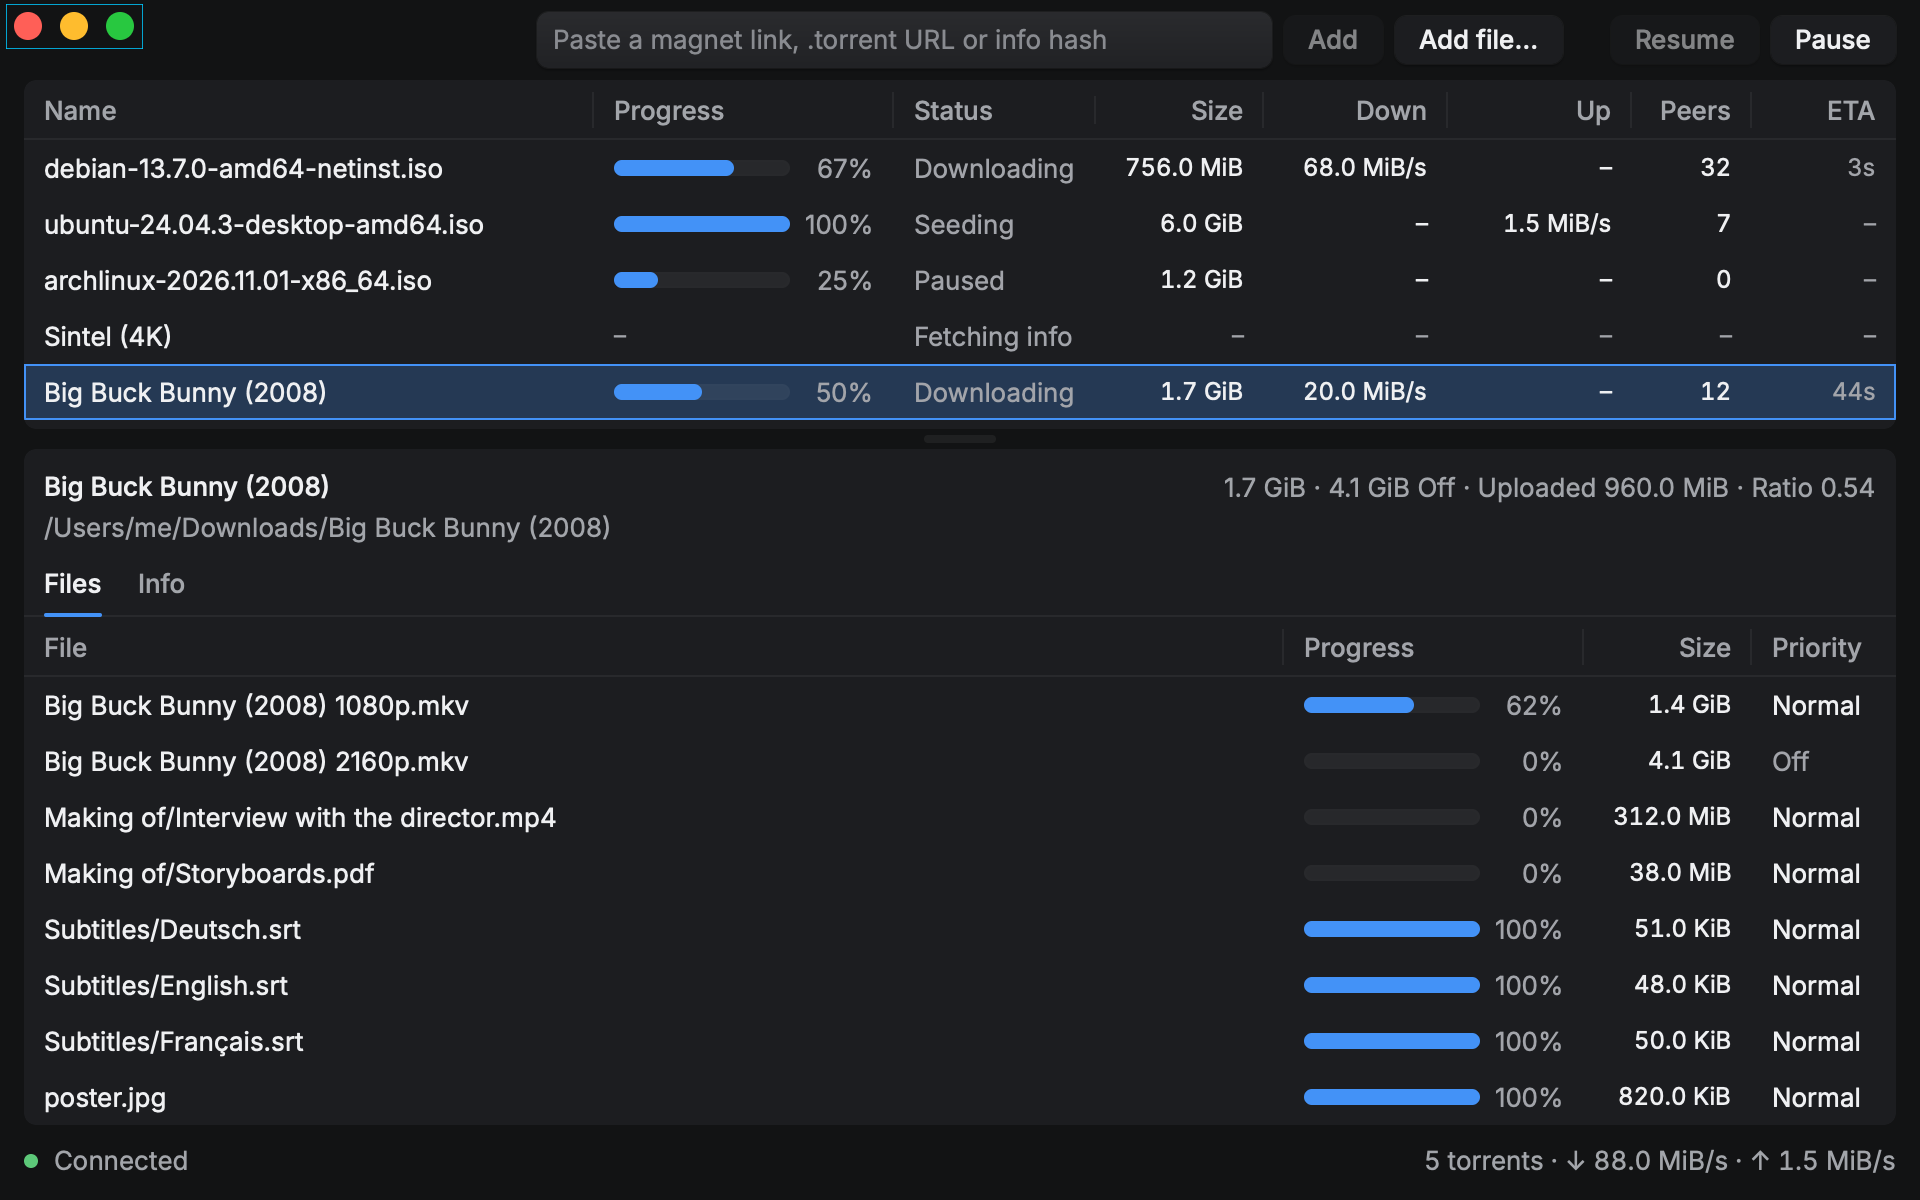 Paste a magnet link, .torrent URL or info hash Add Add file... Resume Pause
Name Progress Status Size Down Up Peers ETA
debian-13.7.0-amd64-netinst.iso 67% Downloading 756.0 MiB 68.0 MiB/s – 32 3s
ubuntu-24.04.3-desktop-amd64.iso 100% Seeding 6.0 GiB – 1.5 MiB/s 7 –
archlinux-2026.11.01-x86_64.iso 25% Paused 1.2 GiB – – 0 –
Sintel (4K) – Fetching info – – – – –
Big Buck Bunny (2008) 50% Downloading 1.7 GiB 20.0 MiB/s – 12 44s
Big Buck Bunny (2008) 1.7 GiB · 4.1 GiB Off · Uploaded 960.0 MiB · Ratio 0.54
/Users/me/Downloads/Big Buck Bunny (2008)
Files Info
File Progress Size Priority
Big Buck Bunny (2008) 1080p.mkv 62% 1.4 GiB Normal
Big Buck Bunny (2008) 2160p.mkv 0% 4.1 GiB Off
Making of/Interview with the director.mp4 0% 312.0 MiB Normal
Making of/Storyboards.pdf 0% 38.0 MiB Normal
Subtitles/Deutsch.srt 100% 51.0 KiB Normal
Subtitles/English.srt 100% 48.0 KiB Normal
Subtitles/Français.srt 100% 50.0 KiB Normal
poster.jpg 100% 820.0 KiB Normal
Connected 5 torrents · ↓ 88.0 MiB/s · ↑ 1.5 MiB/s